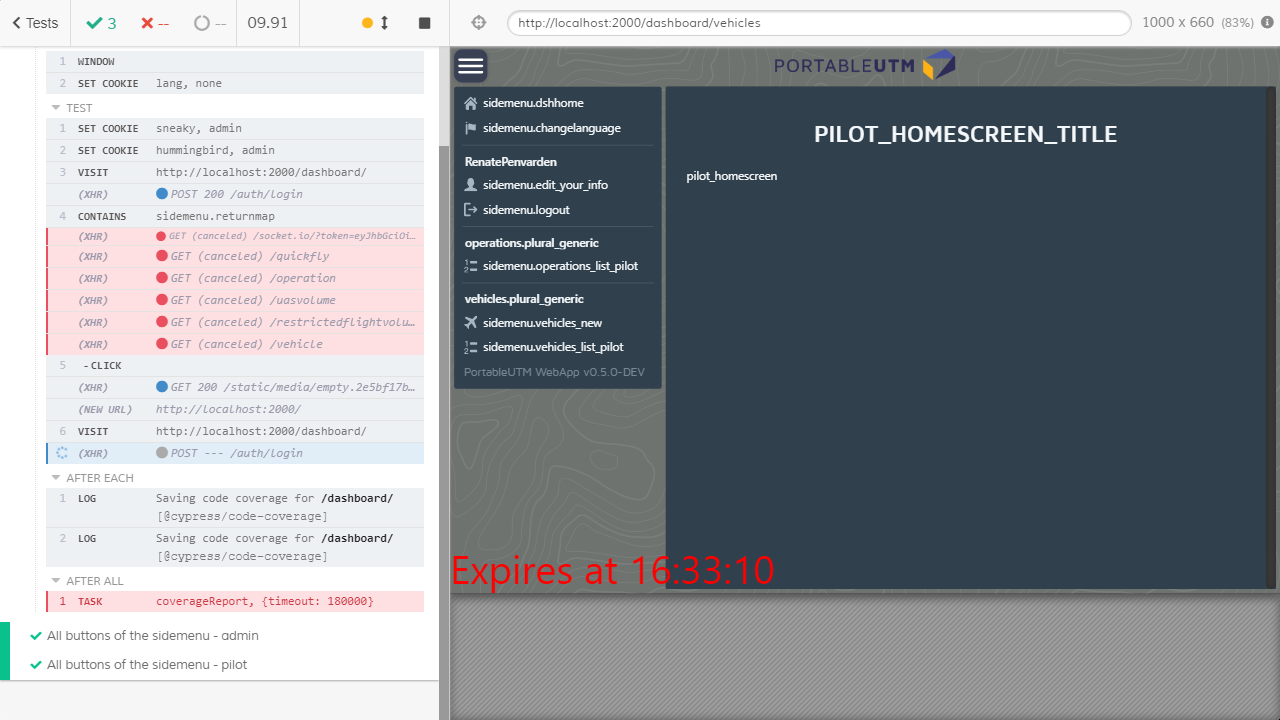 Tests
3
--
--
09.91
http://localhost:2000/dashboard/vehicles
1000 x 660 (83%)
1 WINDOW
2 SET COOKIE lang, none
TEST
1 SET COOKIE sneaky, admin
2 SET COOKIE hummingbird, admin
3 VISIT http://localhost:2000/dashboard/
(XHR) POST 200 /auth/login
4 CONTAINS sidemenu.returnmap
(XHR) GET (canceled) /socket.io/?token=eyJhbGciOi…
(XHR) GET (canceled) /quickfly
(XHR) GET (canceled) /operation
(XHR) GET (canceled) /uasvolume
(XHR) GET (canceled) /restrictedflightvolu…
(XHR) GET (canceled) /vehicle
5 -CLICK
(XHR) GET 200 /static/media/empty.2e5bf17b…
(NEW URL) http://localhost:2000/
6 VISIT http://localhost:2000/dashboard/
(XHR) POST --- /auth/login
AFTER EACH
1 LOG Saving code coverage for /dashboard/
[@cypress/code-coverage]
2 LOG Saving code coverage for /dashboard/
[@cypress/code-coverage]
AFTER ALL
1 TASK coverageReport, {timeout: 180000}
All buttons of the sidemenu - admin
All buttons of the sidemenu - pilot
PORTABLEUTM
sidemenu.dshhome
sidemenu.changelanguage
RenatePenvarden
sidemenu.edit_your_info
sidemenu.logout
operations.plural_generic
sidemenu.operations_list_pilot
vehicles.plural_generic
sidemenu.vehicles_new
sidemenu.vehicles_list_pilot
PortableUTM WebApp v0.5.0-DEV
PILOT_HOMESCREEN_TITLE
pilot_homescreen
Expires at 16:33:10